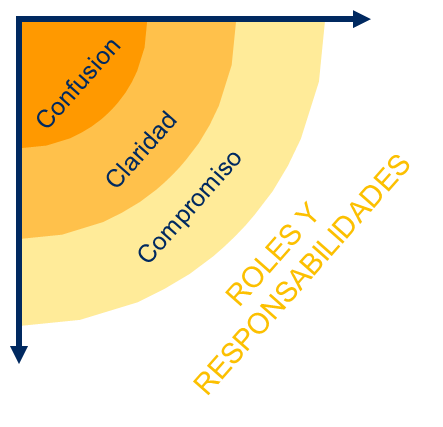 Confusion
Claridad
Compromiso
ROLES Y
RESPONSABILIDADES